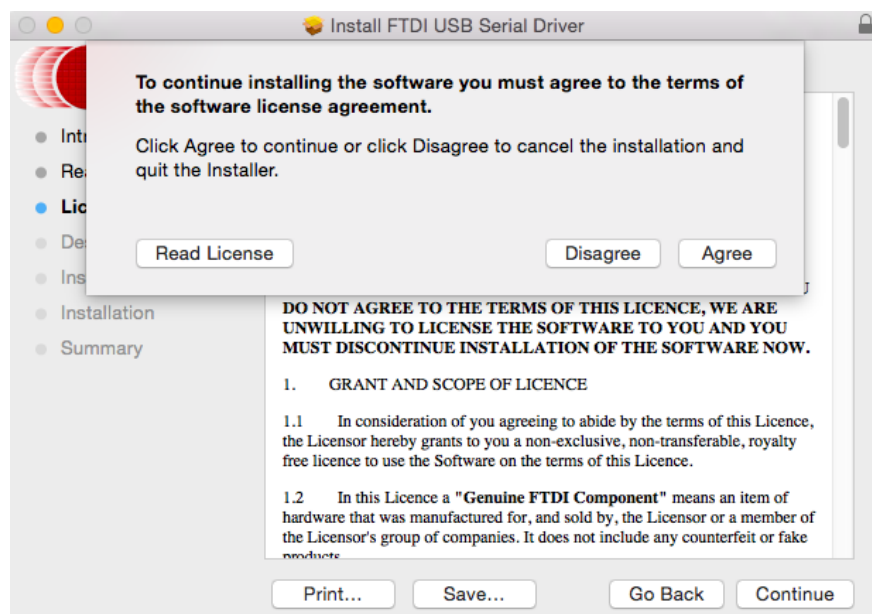 Install FTDI USB Serial Driver
To continue installing the software you must agree to the terms of
the software license agreement.
Click Agree to continue or click Disagree to cancel the installation and
quit the Installer.
Read License
Disagree
Agree
Installation
Summary
DO NOT AGREE TO THE TERMS OF THIS LICENCE, WE ARE
UNWILLING TO LICENSE THE SOFTWARE TO YOU AND YOU
MUST DISCONTINUE INSTALLATION OF THE SOFTWARE NOW.
1. GRANT AND SCOPE OF LICENCE
1.1 In consideration of you agreeing to abide by the terms of this Licence,
the Licensor hereby grants to you a non-exclusive, non-transferable, royalty
free licence to use the Software on the terms of this Licence.
1.2 In this Licence a "Genuine FTDI Component" means an item of
hardware that was manufactured for, and sold by, the Licensor or a member of
the Licensor's group of companies. It does not include any counterfeit or fake
products
Print...
Save...
Go Back
Continue